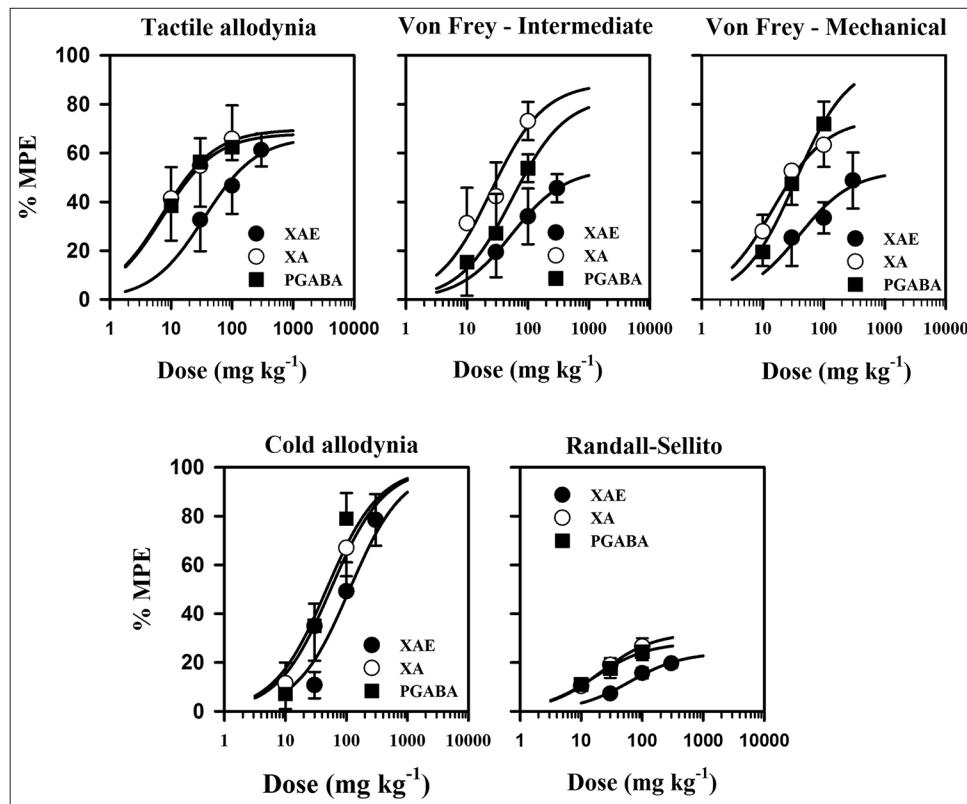 Tactile allodynia
Von Frey - Intermediate
Von Frey - Mechanical
% MPE
100
80
60
40
20
0
XAE
XA
PGABA
XAE
XA
PGABA
XAE
XA
PGABA
1 10 100 1000 10000
1 10 100 1000 10000
1 10 100 1000 10000
Dose (mg kg⁻¹)
Dose (mg kg⁻¹)
Dose (mg kg⁻¹)
Cold allodynia
Randall-Sellito
% MPE
100
80
60
40
20
0
XAE
XA
PGABA
XAE
XA
PGABA
1 10 100 1000 10000
1 10 100 1000 10000
Dose (mg kg⁻¹)
Dose (mg kg⁻¹)